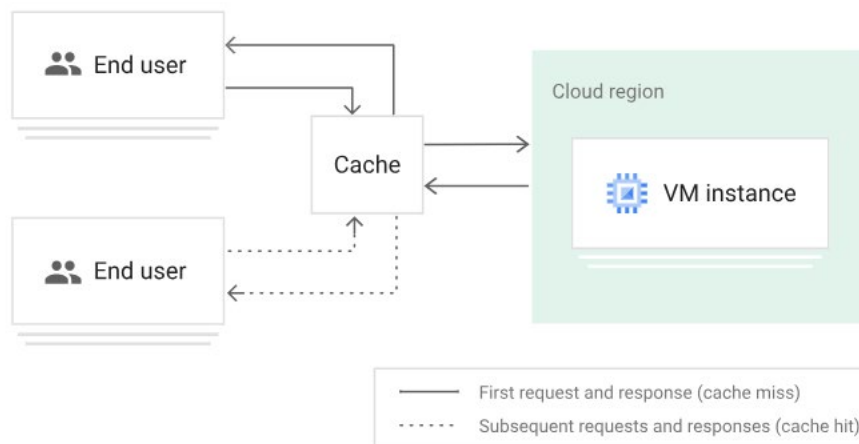 End user
Cloud region
Cache
VM instance
End user
First request and response (cache miss)
Subsequent requests and responses (cache hit)